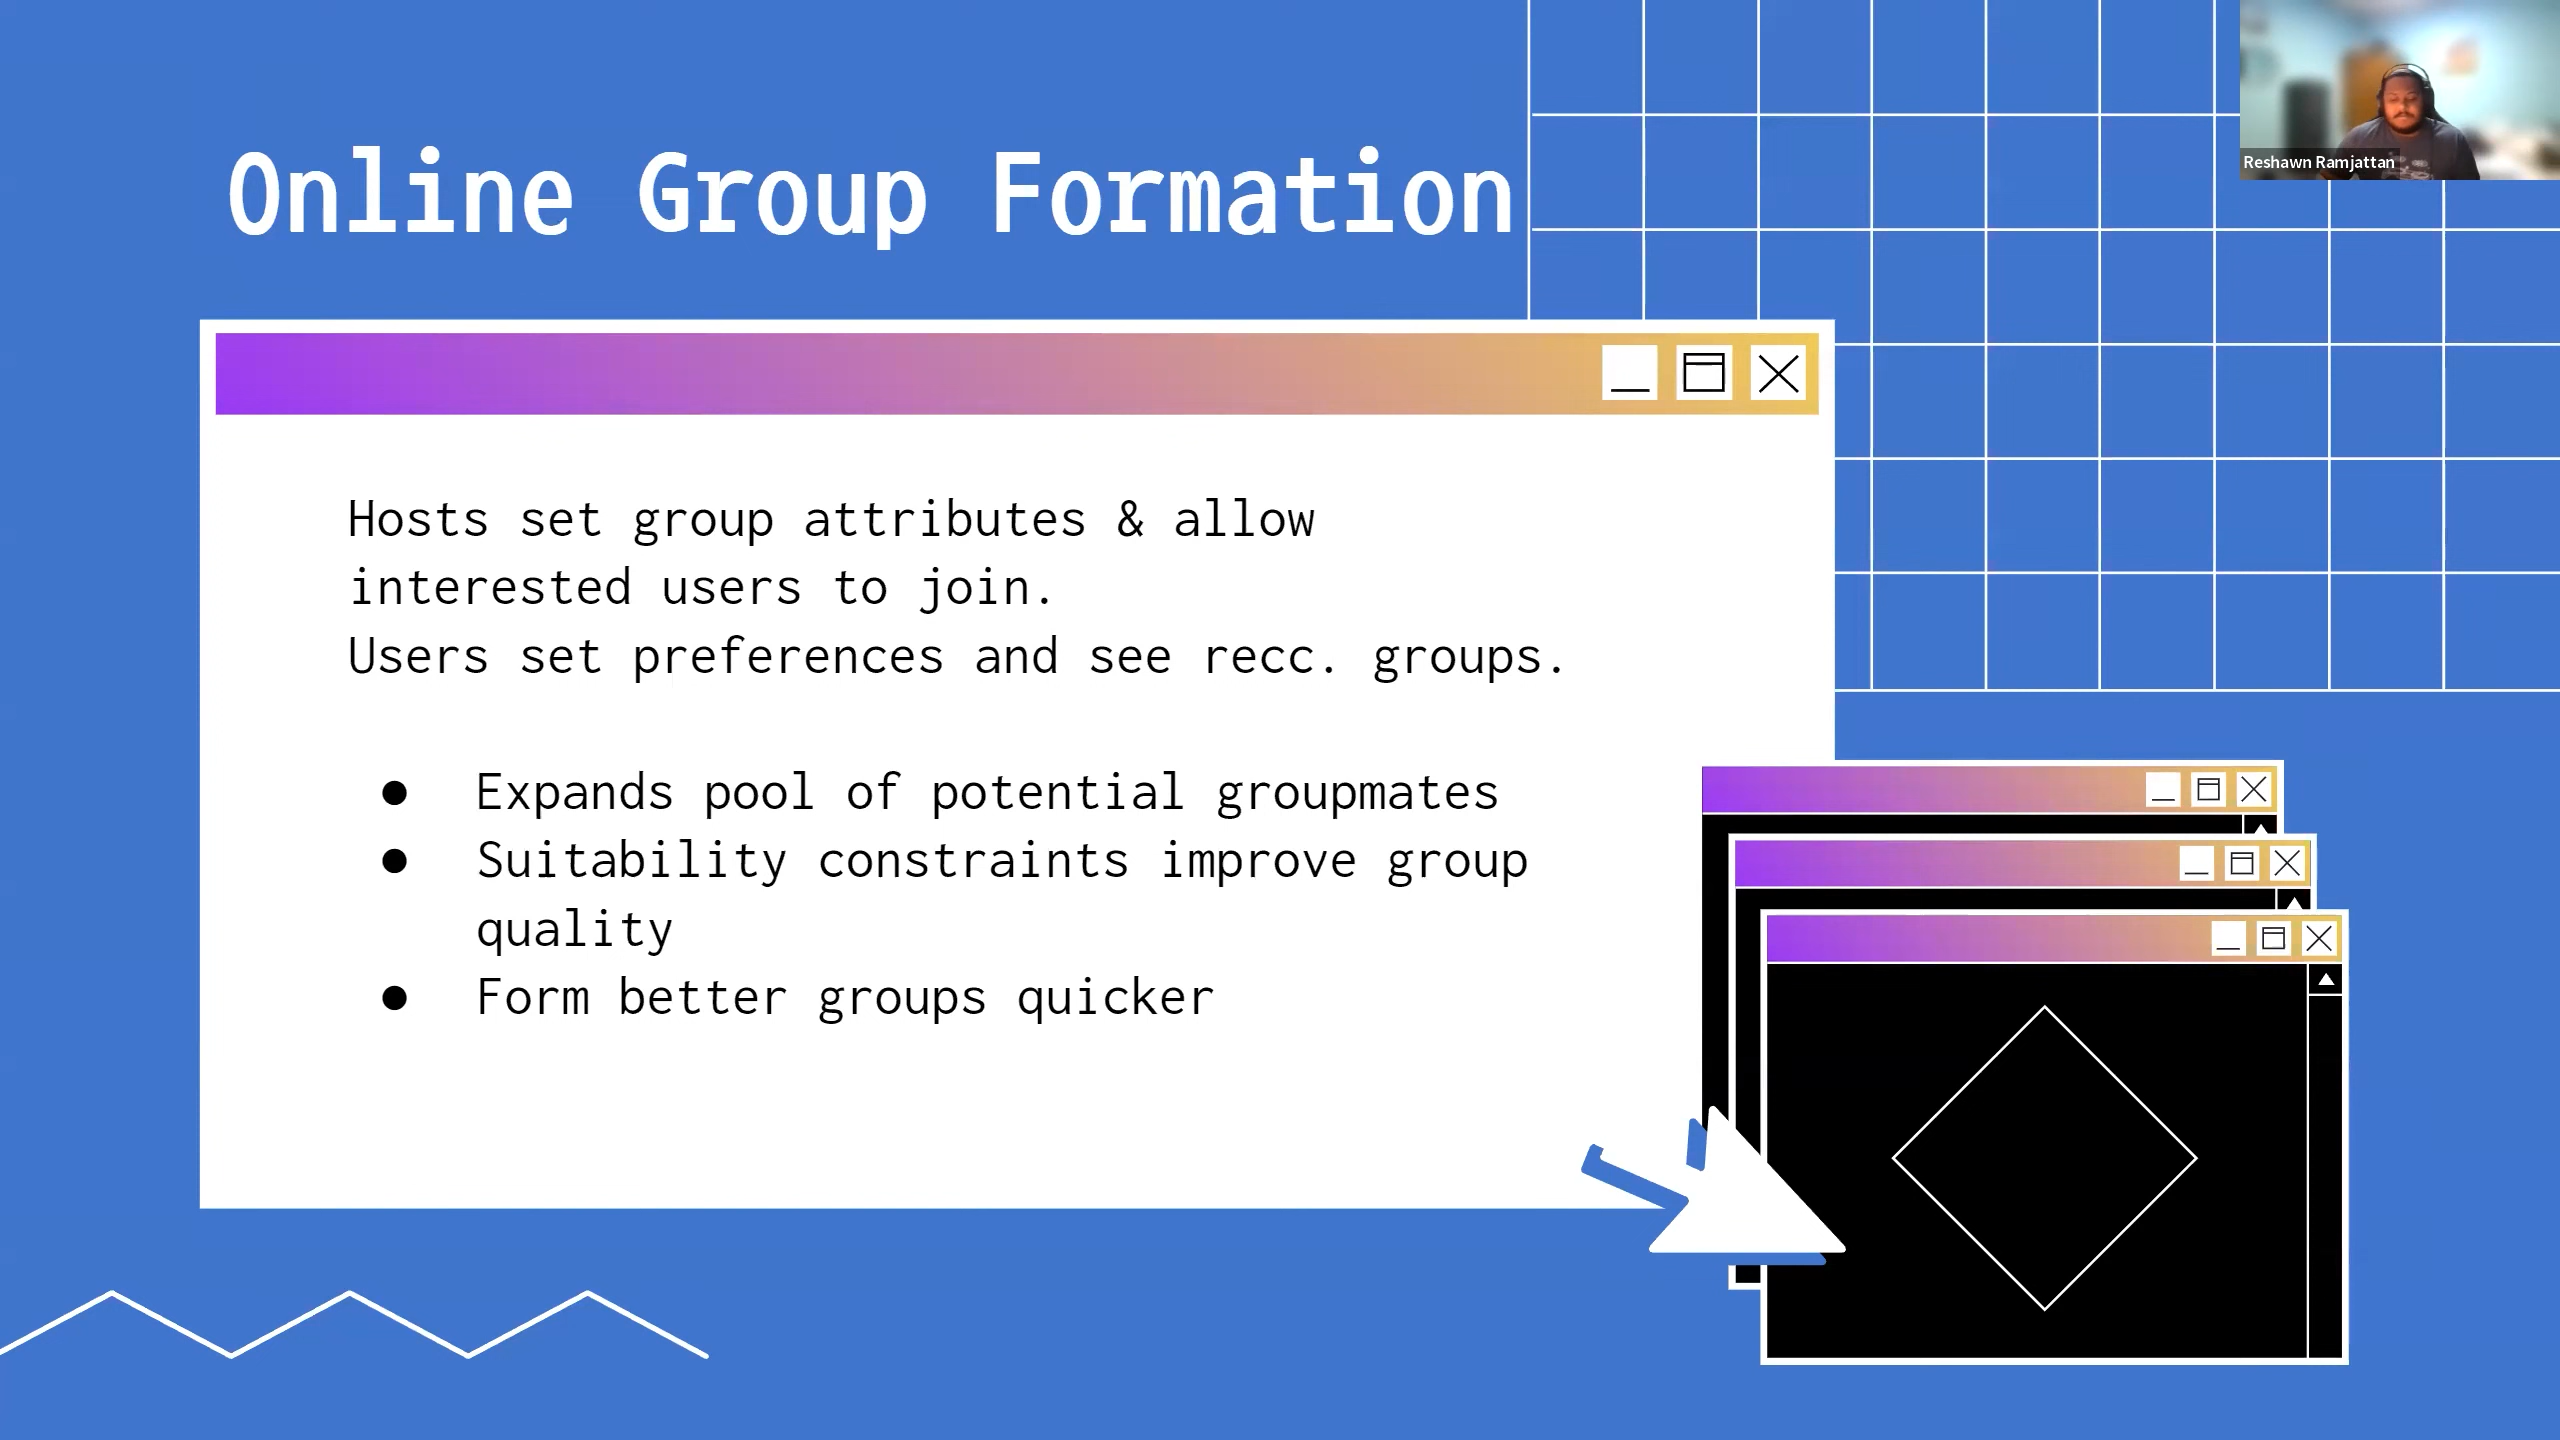 Online Group Formation
Reshawn Ramjattan
Hosts set group attributes & allow
interested users to join.
Users set preferences and see recc. groups.
● Expands pool of potential groupmates
● Suitability constraints improve group
quality
● Form better groups quicker